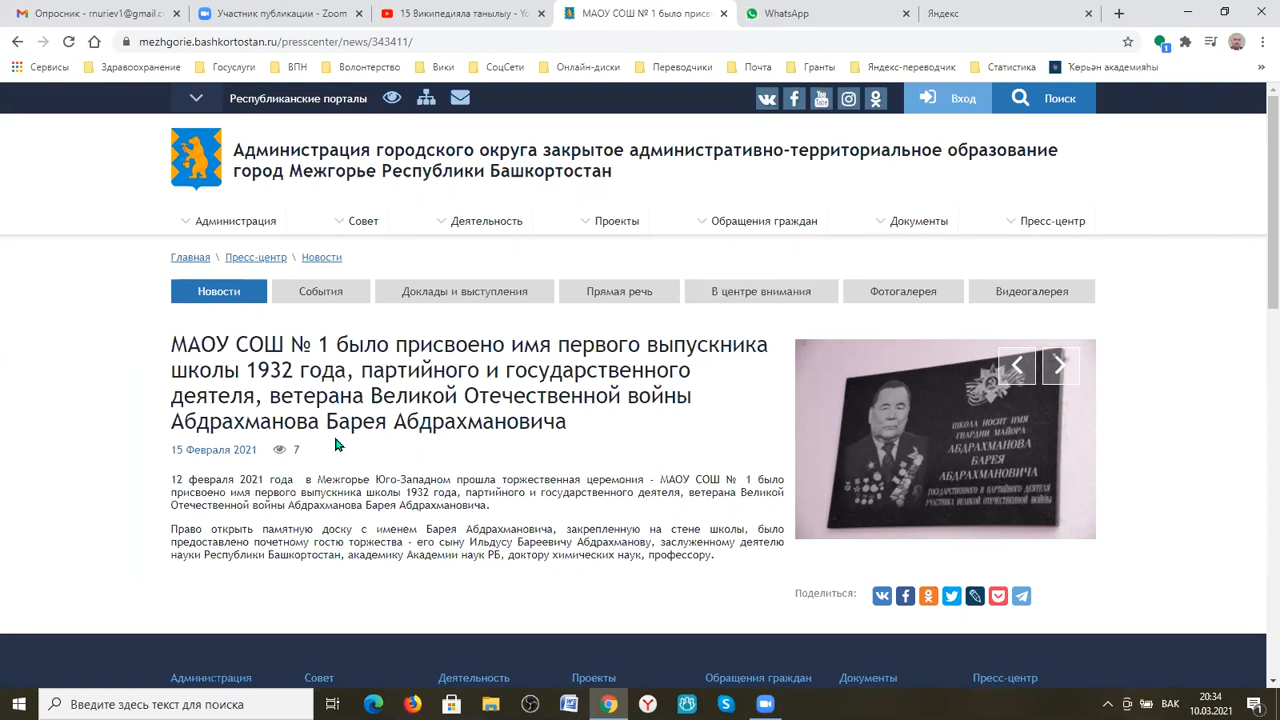 Опросник - mruriev1@gmail.c
Участник публикации - Zoom
15 Википедияла танылыу - Yo
МАОУ СОШ № 1 было присв
WhatsApp
Яндекс
mezhgorie.bashkortostan.ru/presscenter/news/343411/
Сервисы
Здравоохранение
Госуслуги
ВПН
Волонтерство
Вики
СоцСети
Онлайн-диски
Переводчики
Почта
Гранты
Яндекс-переводчик
Статистика
Ҡөрьән академияһы
»
Республиканские порталы
Вход
Поиск
Администрация городского округа закрытое административно-территориальное образование
город Межгорье Республики Башкортостан
Администрация
Совет
Деятельность
Проекты
Обращения граждан
Документы
Пресс-центр
Главная \ Пресс-центр \ Новости
Новости
События
Доклады и выступления
Прямая речь
В центре внимания
Фотогалерея
Видеогалерея
МАОУ СОШ № 1 было присвоено имя первого выпускника
школы 1932 года, партийного и государственного
деятеля, ветерана Великой Отечественной войны
Абдрахманова Барея Абдрахмановича
15 Февраля 2021 7
12 февраля 2021 года в Межгорье Юго-Западном прошла торжественная церемония - МАОУ СОШ № 1 было
присвоено имя первого выпускника школы 1932 года, партийного и государственного деятеля, ветерана Великой
Отечественной войны Абдрахманова Барея Абдрахмановича.
Право открыть памятную доску с именем Барея Абдрахмановича, закрепленную на стене школы, было
предоставлено почетному гостю торжества - его сыну Ильдусу Бареевичу Абдрахманову, заслуженному деятелю
науки Республики Башкортостан, академику Академии наук РБ, доктору химических наук, профессору.
ШКОЛА НОСИТ ИМЯ
ГВАРДИИ МАЙОРА
АБДРАХМАНОВА
БАРЕЯ
АБДРАХМАНОВИЧА
ГОСУДАРСТВЕННОГО И ПАРТИЙНОГО ДЕЯТЕЛЯ
УЧАСТНИКА ВЕЛИКОЙ ОТЕЧЕСТВЕННОЙ ВОЙНЫ
Поделиться:
Администрация
Совет
Деятельность
Проекты
Обращения граждан
Документы
Пресс-центр
Введите здесь текст для поиска
ВАК
20:34
10.03.2021